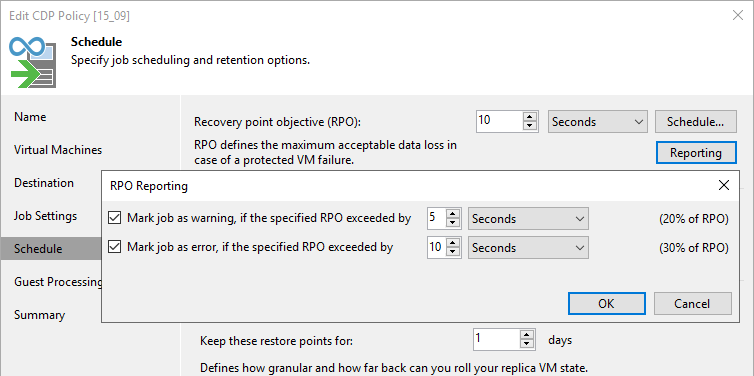 Edit CDP Policy [15_09]
Schedule
Specify job scheduling and retention options.
Name
Virtual Machines
Destination
Job Settings
Schedule
Guest Processing
Summary
Recovery point objective (RPO):
10
Seconds
Schedule...
RPO defines the maximum acceptable data loss in
case of a protected VM failure.
Reporting
RPO Reporting
Mark job as warning, if the specified RPO exceeded by
5
Seconds
(20% of RPO)
Mark job as error, if the specified RPO exceeded by
10
Seconds
(30% of RPO)
OK
Cancel
Keep these restore points for:
1
days
Defines how granular and how far back can you roll your replica VM state.